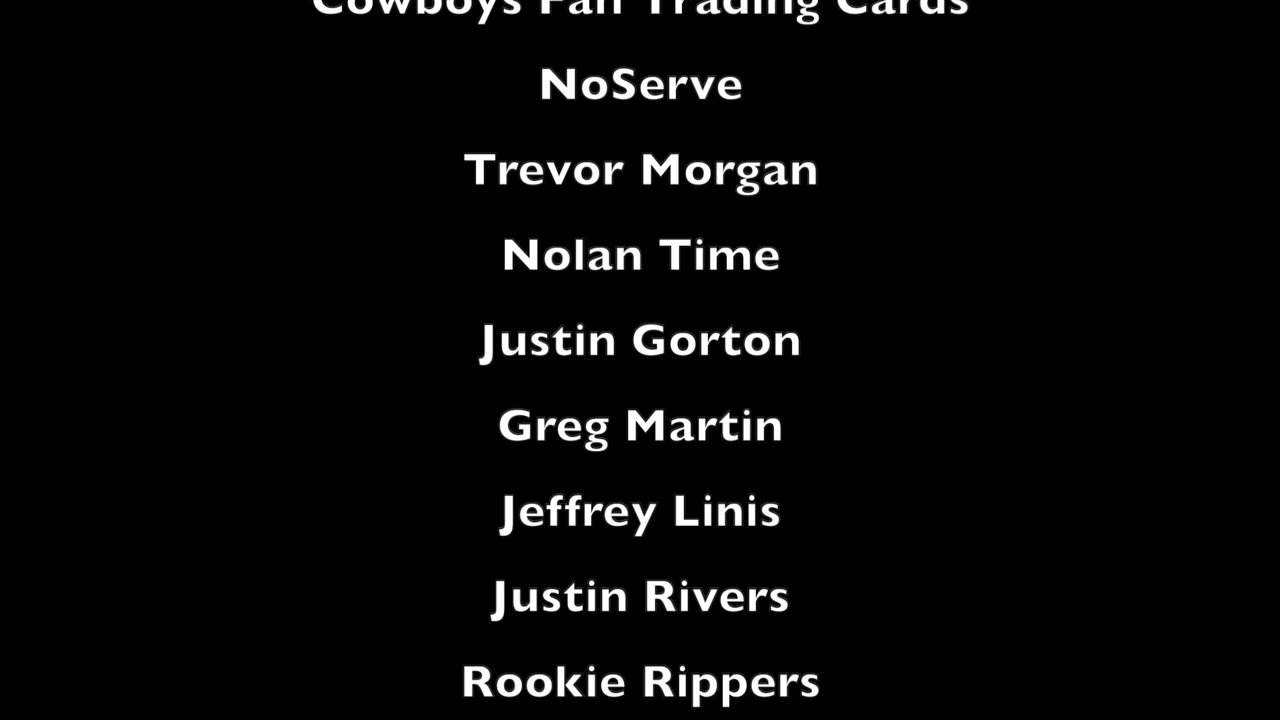 Cowboys Fan Trading Cards
NoServe
Trevor Morgan
Nolan Time
Justin Gorton
Greg Martin
Jeffrey Linis
Justin Rivers
Rookie Rippers